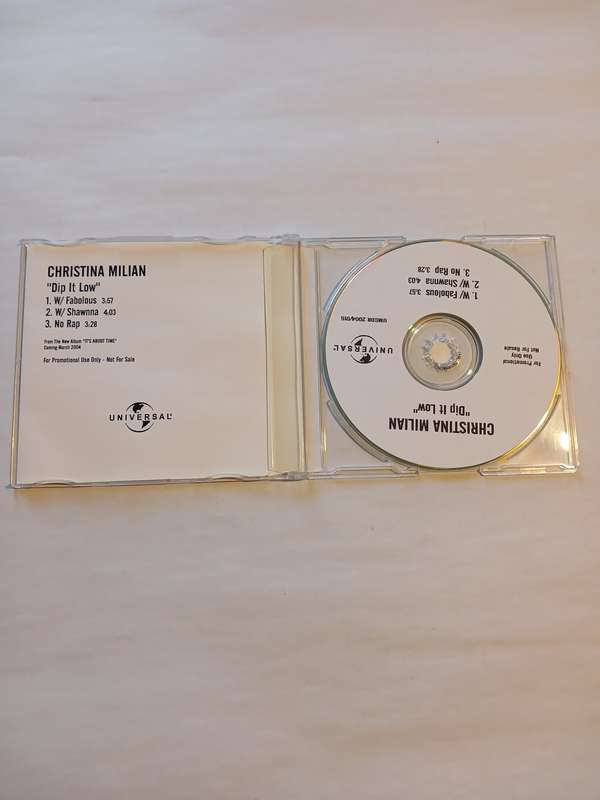 CHRISTINA MILIAN
"Dip It Low"
1. W/ Fabolous 3.57
2. W/ Shawnna 4.03
3. No Rap 3.28
From The New Album "IT'S ABOUT TIME"
Coming March 2004
For Promotional Use Only - Not For Sale
UNIVERSAL
CHRISTINA MILIAN
"Dip It Low"
For Promotional
Use Only
Not For Resale
UNIVERSAL
1. W/ Fabolous 3.57
2. W/ Shawnna 4.03
3. No Rap 3.28